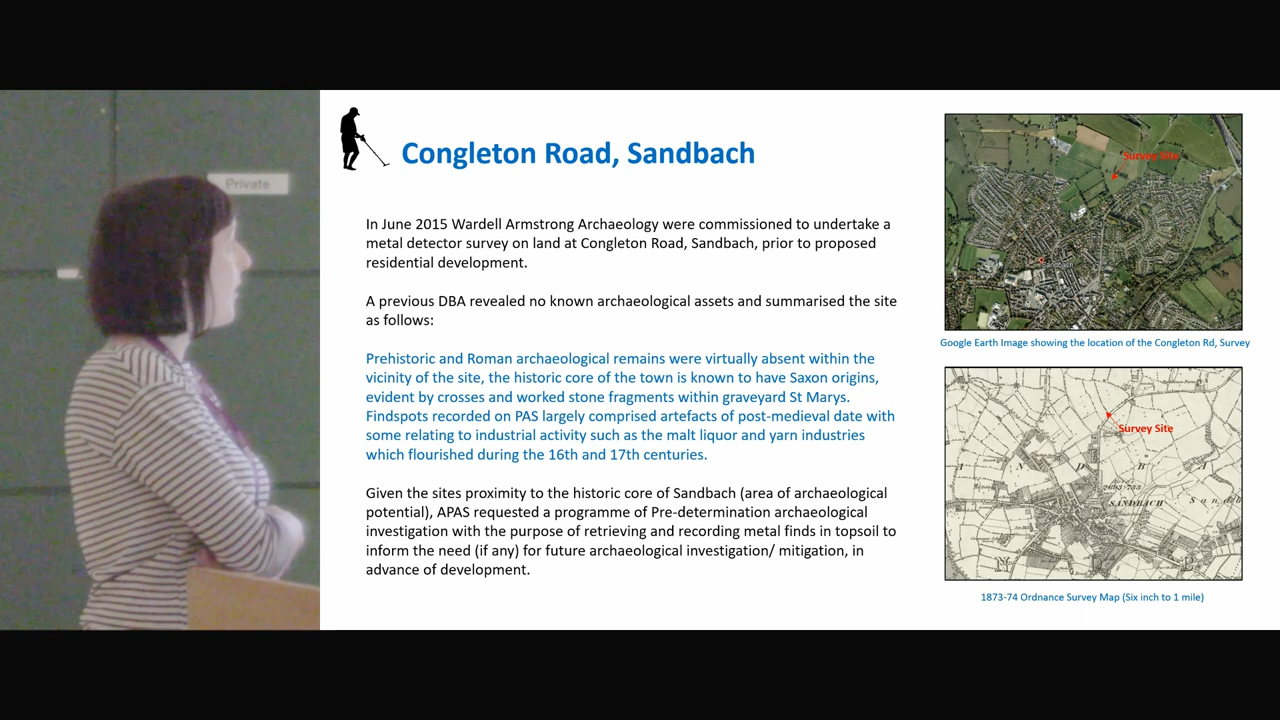 Private
Congleton Road, Sandbach
In June 2015 Wardell Armstrong Archaeology were commissioned to undertake a
metal detector survey on land at Congleton Road, Sandbach, prior to proposed
residential development.
A previous DBA revealed no known archaeological assets and summarised the site
as follows:
Prehistoric and Roman archaeological remains were virtually absent within the
vicinity of the site, the historic core of the town is known to have Saxon origins,
evident by crosses and worked stone fragments within graveyard St Marys.
Findspots recorded on PAS largely comprised artefacts of post-medieval date with
some relating to industrial activity such as the malt liquor and yarn industries
which flourished during the 16th and 17th centuries.
Given the sites proximity to the historic core of Sandbach (area of archaeological
potential), APAS requested a programme of Pre-determination archaeological
investigation with the purpose of retrieving and recording metal finds in topsoil to
inform the need (if any) for future archaeological investigation/ mitigation, in
advance of development.
Survey Site
Sandbach
Google Earth Image showing the location of the Congleton Rd, Survey
Survey Site
SANDBACH
1873-74 Ordnance Survey Map (Six inch to 1 mile)